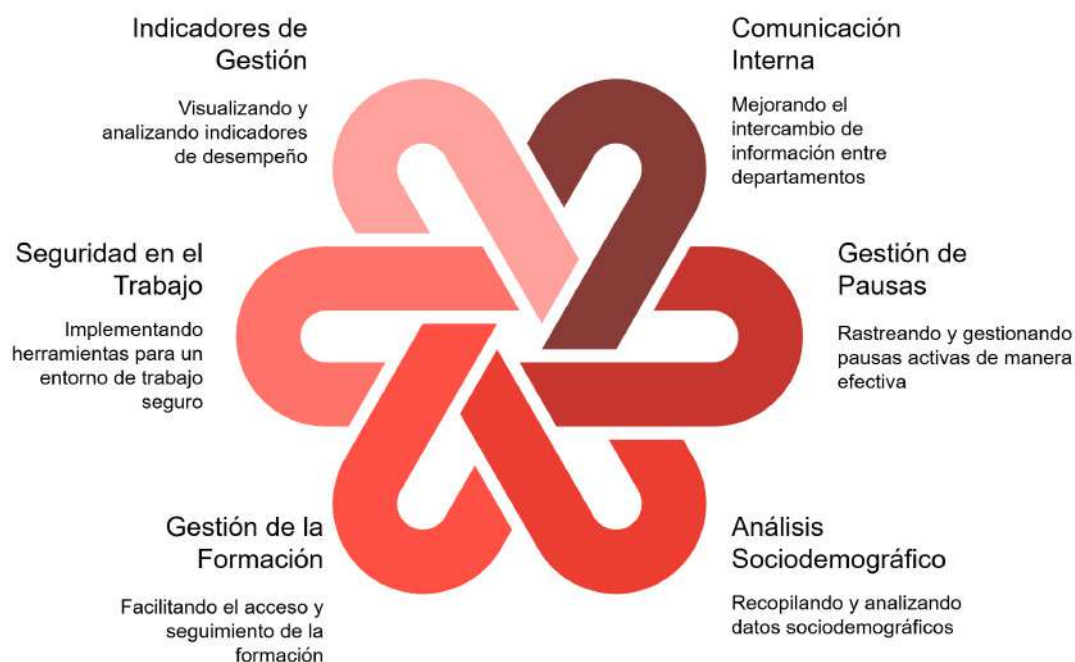 Indicadores de
Gestión
Visualizando y
analizando indicadores
de desempeño
Comunicación
Interna
Mejorando el
intercambio de
información entre
departamentos
Seguridad en el
Trabajo
Implementando
herramientas para un
entorno de trabajo
seguro
Gestión de
Pausas
Rastreando y gestionando
pausas activas de manera
efectiva
Gestión de la
Formación
Facilitando el acceso y
seguimiento de la
formación
Análisis
Sociodemográfico
Recopilando y analizando
datos sociodemográficos